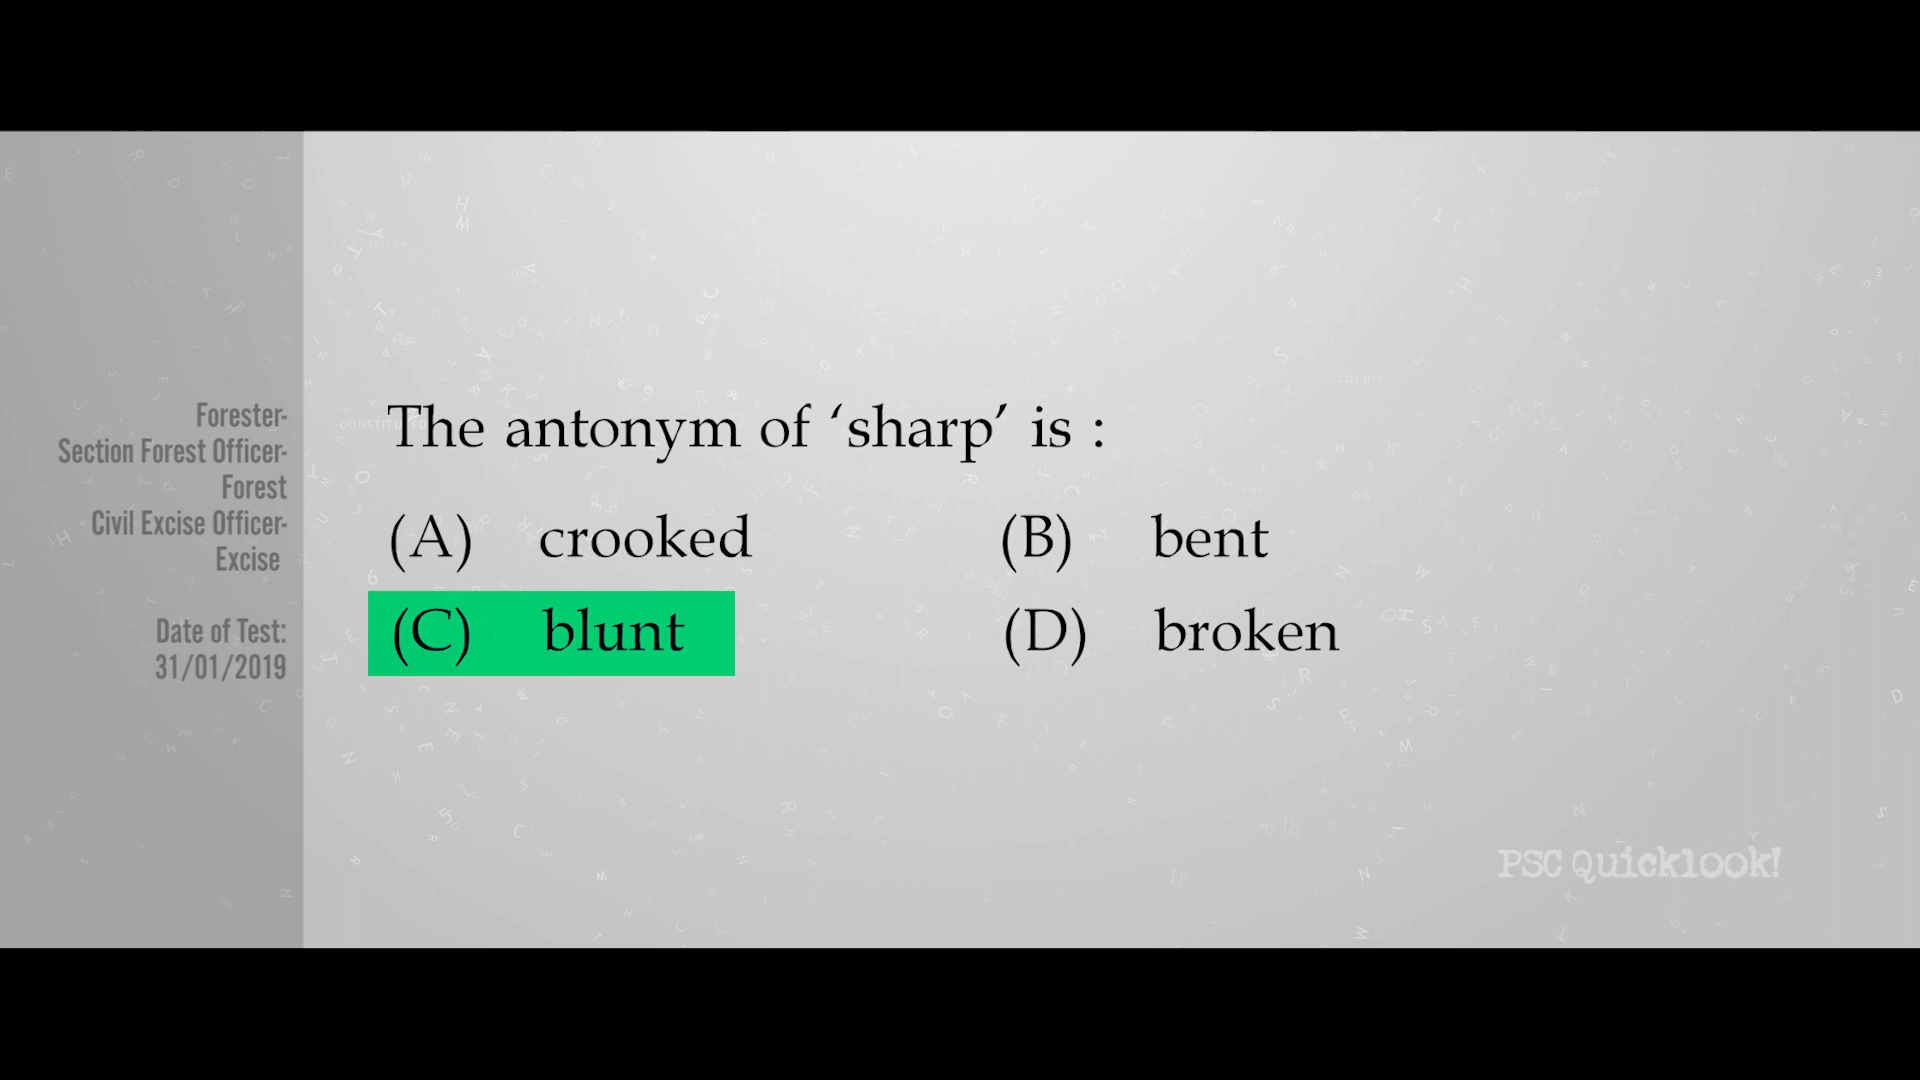 Forester-
Section Forest Officer-
Forest
Civil Excise Officer-
Excise
Date of Test:
31/01/2019
The antonym of ‘sharp’ is :
(A) crooked (B) bent
(C) blunt (D) broken
PSC Quicklook!